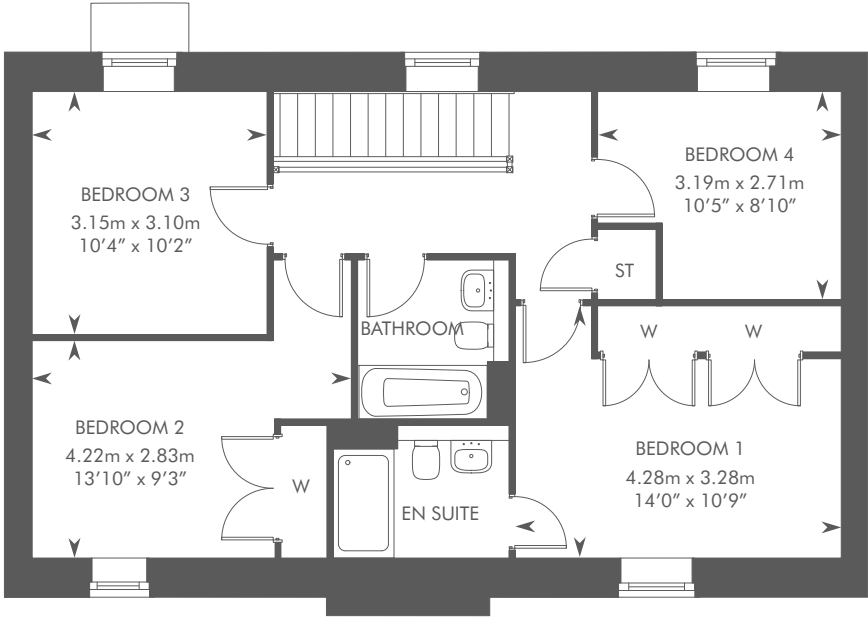 BEDROOM 3
3.15m x 3.10m
10’4” x 10’2”
BEDROOM 4
3.19m x 2.71m
10’5” x 8’10”
ST
BATHROOM
W
W
BEDROOM 2
4.22m x 2.83m
13’10” x 9’3”
W
EN SUITE
BEDROOM 1
4.28m x 3.28m
14’0” x 10’9”